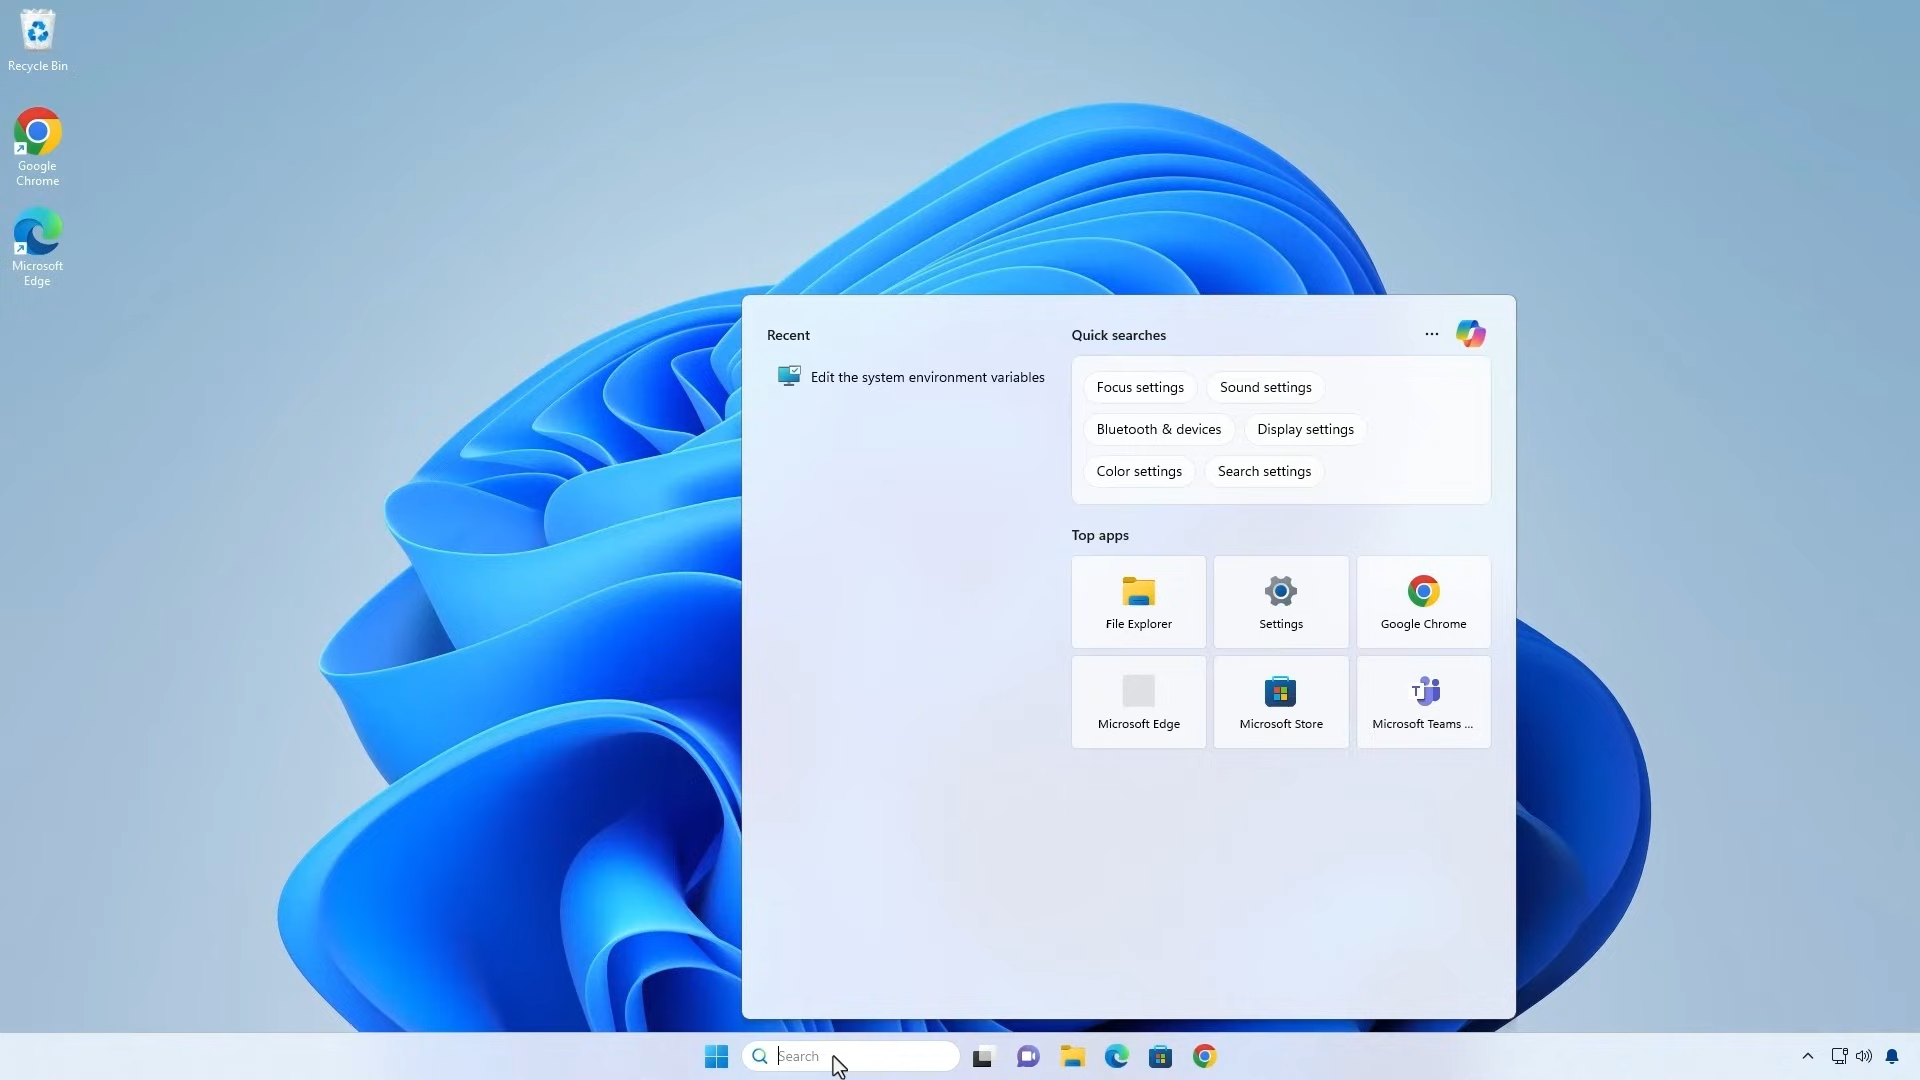 Recycle Bin
Google
Chrome
Microsoft
Edge
Recent
Edit the system environment variables
Quick searches
Focus settings
Sound settings
Bluetooth & devices
Display settings
Color settings
Search settings
Top apps
File Explorer
Settings
Google Chrome
Microsoft Edge
Microsoft Store
T
Microsoft Teams ...
Search